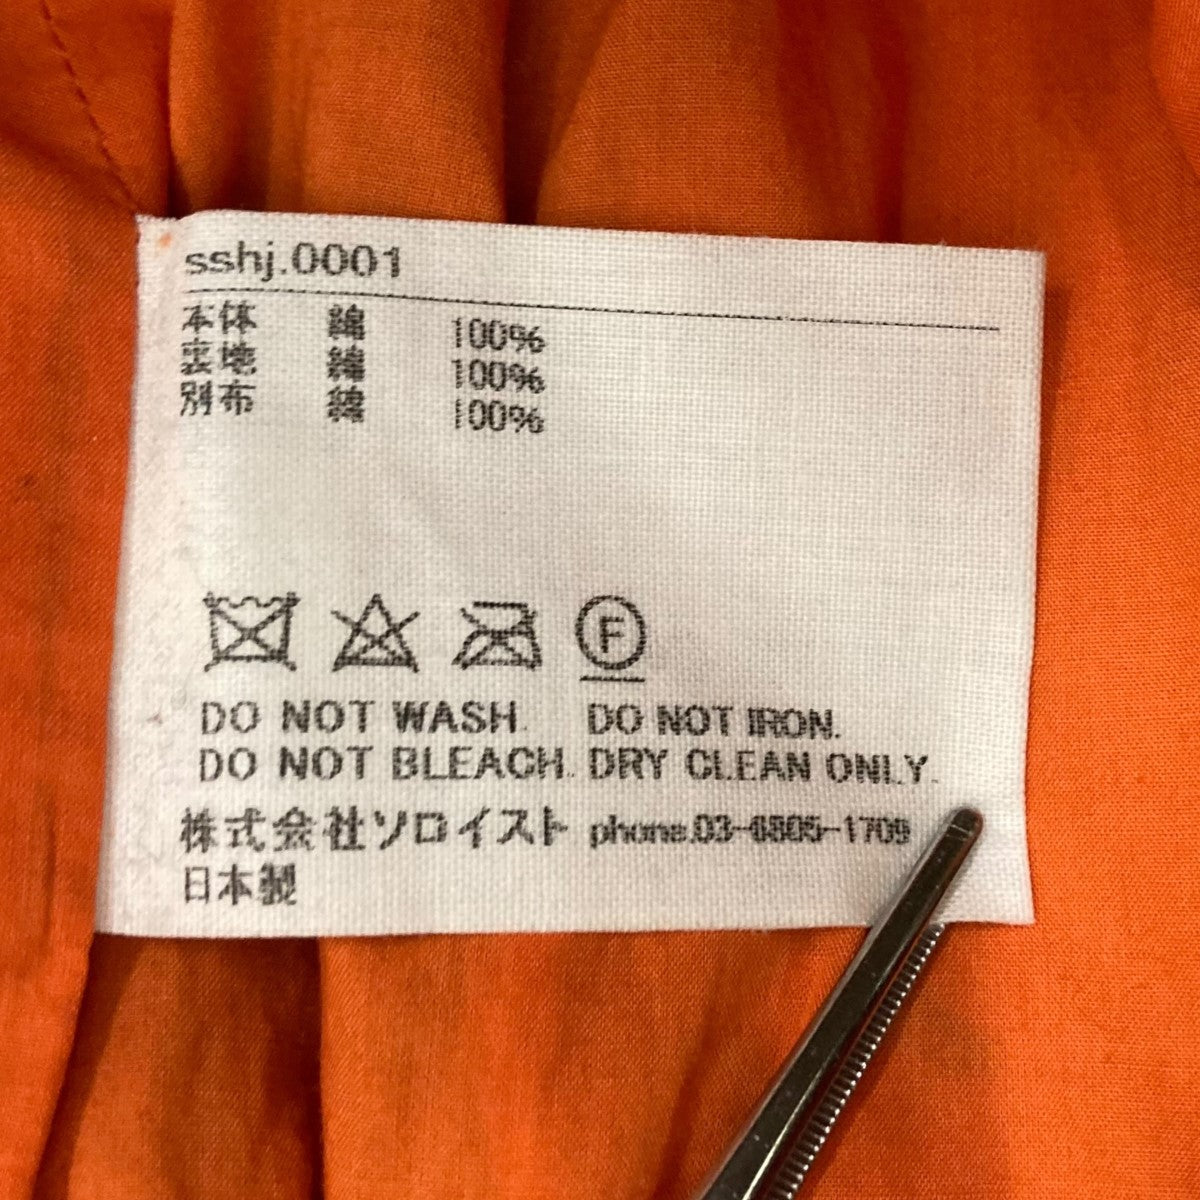 sshj.0001
本体 綿 100%
裏地 綿 100%
別布 綿 100%
F
DO NOT WASH. DO NOT IRON.
DO NOT BLEACH. DRY CLEAN ONLY.
株式会社ソロイスト phone.03-6805-1709
日本製